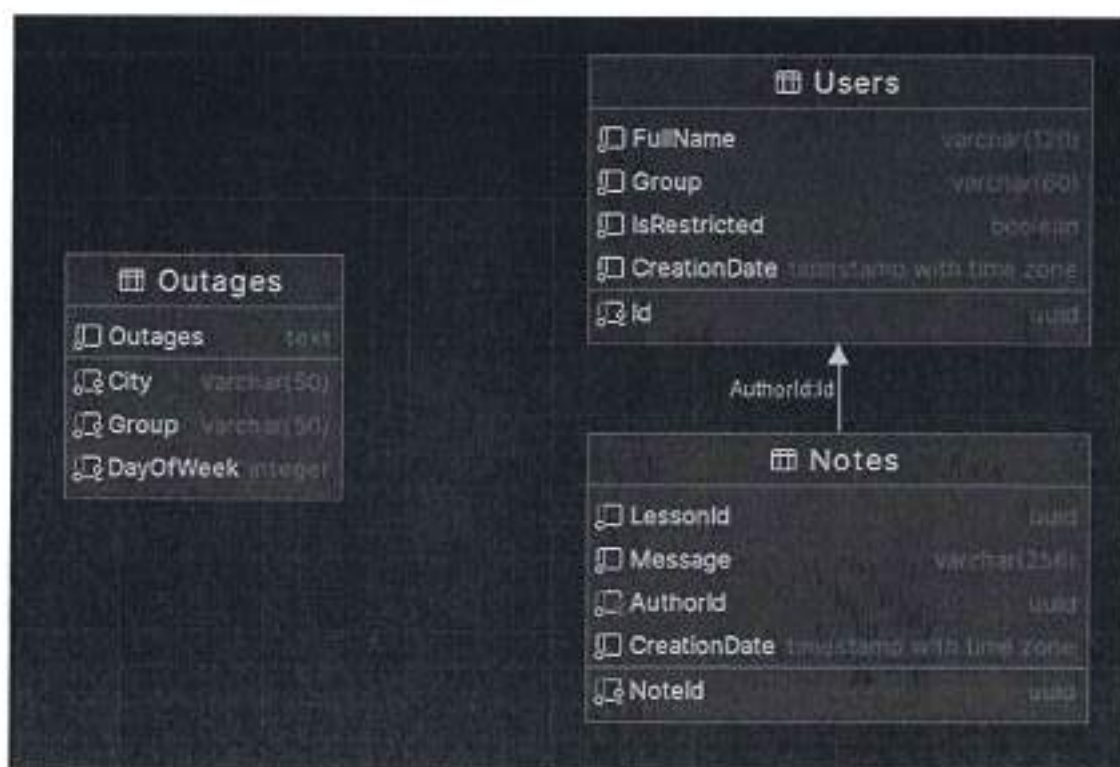 Users
FullName varchar(120)
Group varchar(60)
IsRestricted boolean
CreationDate timestamp with time zone
Id uuid
Outages
Outages text
City varchar(50)
Group varchar(50)
DayOfWeek integer
AuthorId:Id
Notes
LessonId uuid
Message varchar(256)
AuthorId uuid
CreationDate timestamp with time zone
NoteId uuid